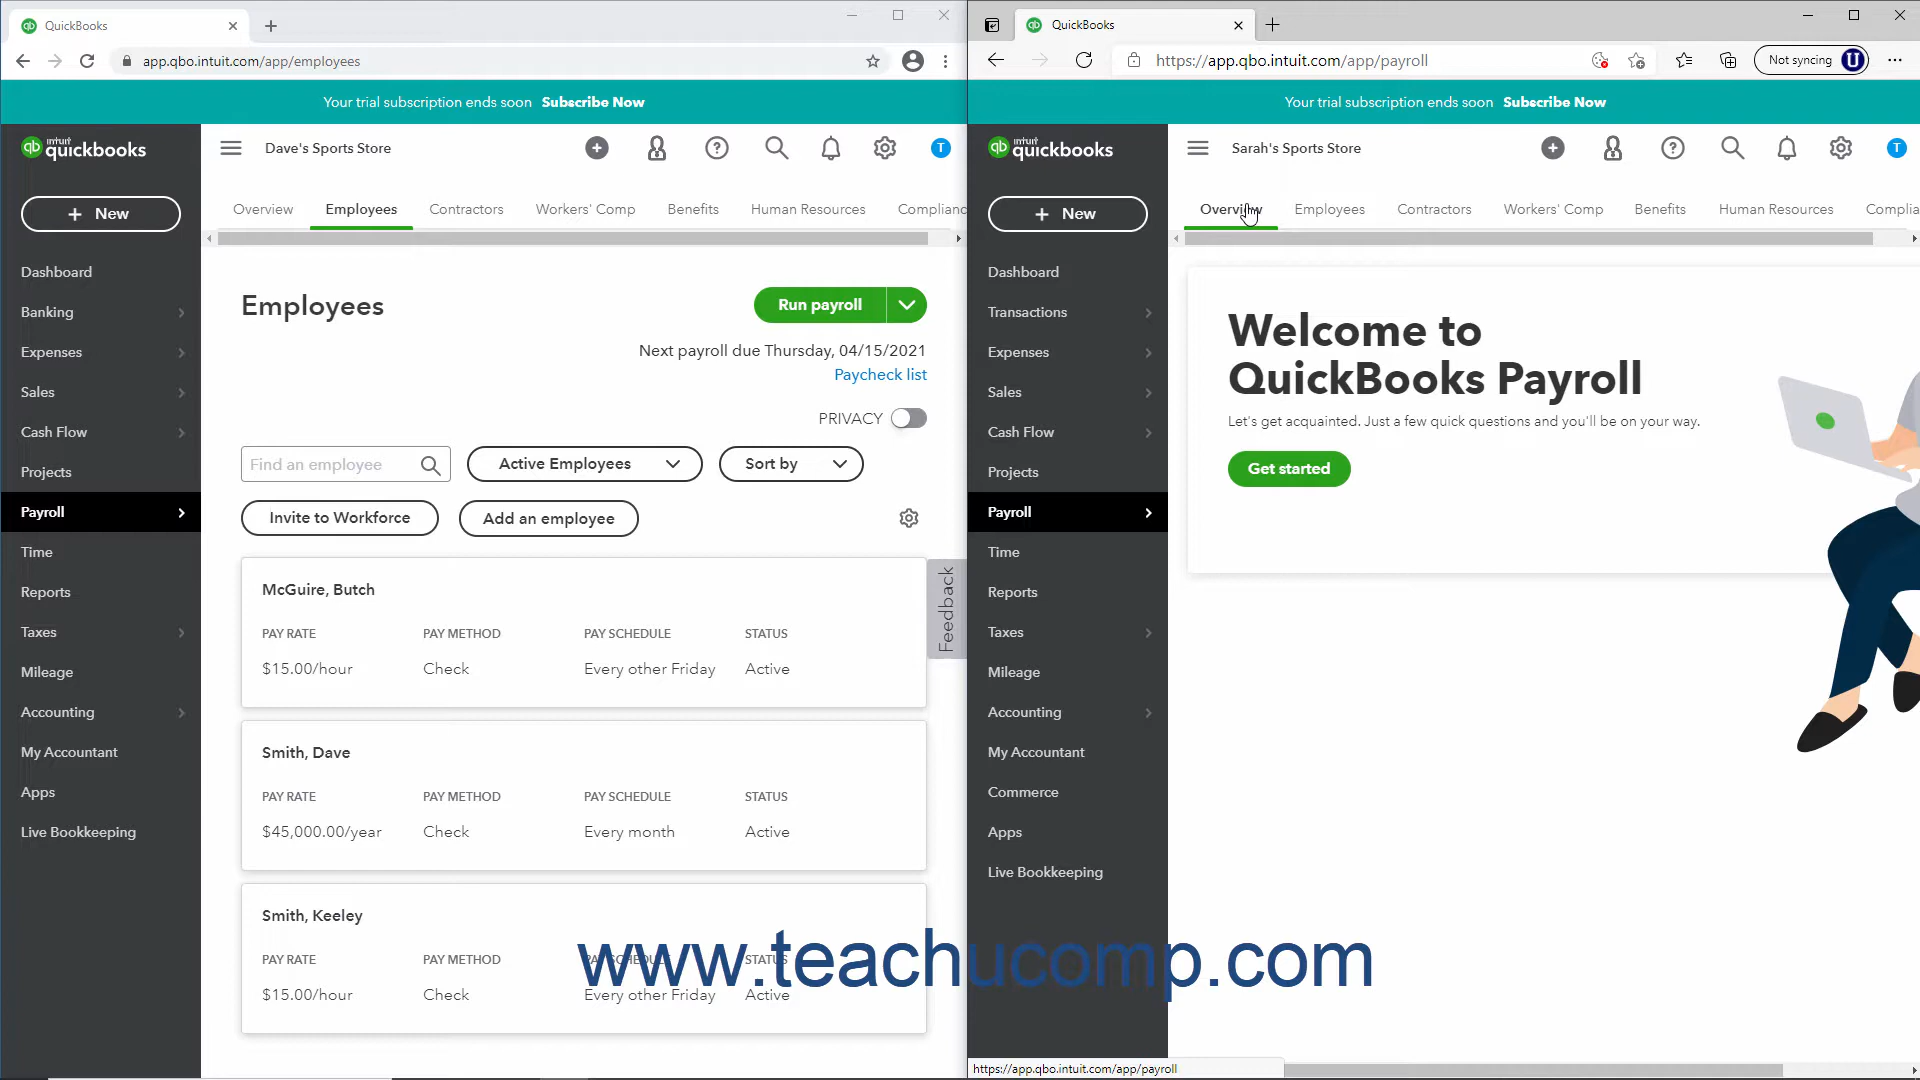 QuickBooks
app.qbo.intuit.com/app/employees
Your trial subscription ends soon Subscribe Now
intuit
quickbooks
Dave's Sports Store
T
New
Overview Employees Contractors Workers' Comp Benefits Human Resources Complianc
Dashboard
Banking
Expenses
Sales
Cash Flow
Projects
Payroll
Time
Reports
Taxes
Mileage
Accounting
My Accountant
Apps
Live Bookkeeping
Employees
Run payroll
Next payroll due Thursday, 04/15/2021
Paycheck list
PRIVACY
Find an employee
Active Employees
Sort by
Invite to Workforce
Add an employee
McGuire, Butch
PAY RATE PAY METHOD PAY SCHEDULE STATUS
$15.00/hour Check Every other Friday Active
Smith, Dave
PAY RATE PAY METHOD PAY SCHEDULE STATUS
$45,000.00/year Check Every month Active
Smith, Keeley
PAY RATE PAY METHOD PAY SCHEDULE STATUS
$15.00/hour Check Every other Friday Active
Feedback
QuickBooks
https://app.qbo.intuit.com/app/payroll
Not syncing
Your trial subscription ends soon Subscribe Now
intuit
quickbooks
Sarah's Sports Store
T
New
Overview Employees Contractors Workers' Comp Benefits Human Resources Complia
Dashboard
Transactions
Expenses
Sales
Cash Flow
Projects
Payroll
Time
Reports
Taxes
Mileage
Accounting
My Accountant
Commerce
Apps
Live Bookkeeping
Welcome to
QuickBooks Payroll
Let's get acquainted. Just a few quick questions and you'll be on your way.
Get started
www.teachucomp.com
https://app.qbo.intuit.com/app/payroll